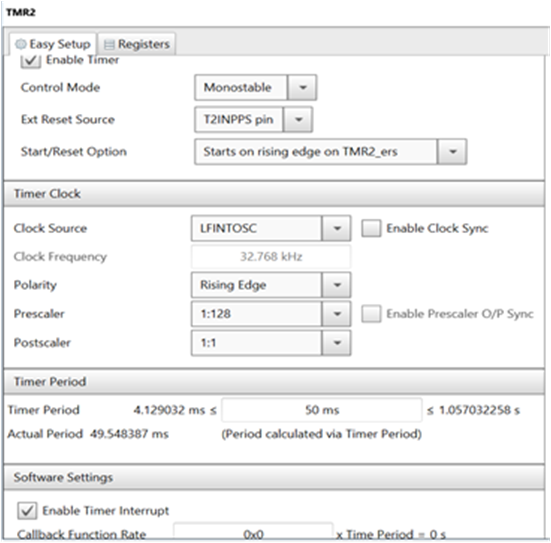 TMR2
Easy Setup Registers
Enable Timer
Control Mode Monostable
Ext Reset Source T2INPPS pin
Start/Reset Option Starts on rising edge on TMR2_ers
Timer Clock
Clock Source LFINTOSC Enable Clock Sync
Clock Frequency 32.768 kHz
Polarity Rising Edge
Prescaler 1:128 Enable Prescaler O/P Sync
Postscaler 1:1
Timer Period
Timer Period 4.129032 ms ≤ 50 ms ≤ 1.057032258 s
Actual Period 49.548387 ms (Period calculated via Timer Period)
Software Settings
Enable Timer Interrupt
Callback Function Rate 0x0 x Time Period = 0 s